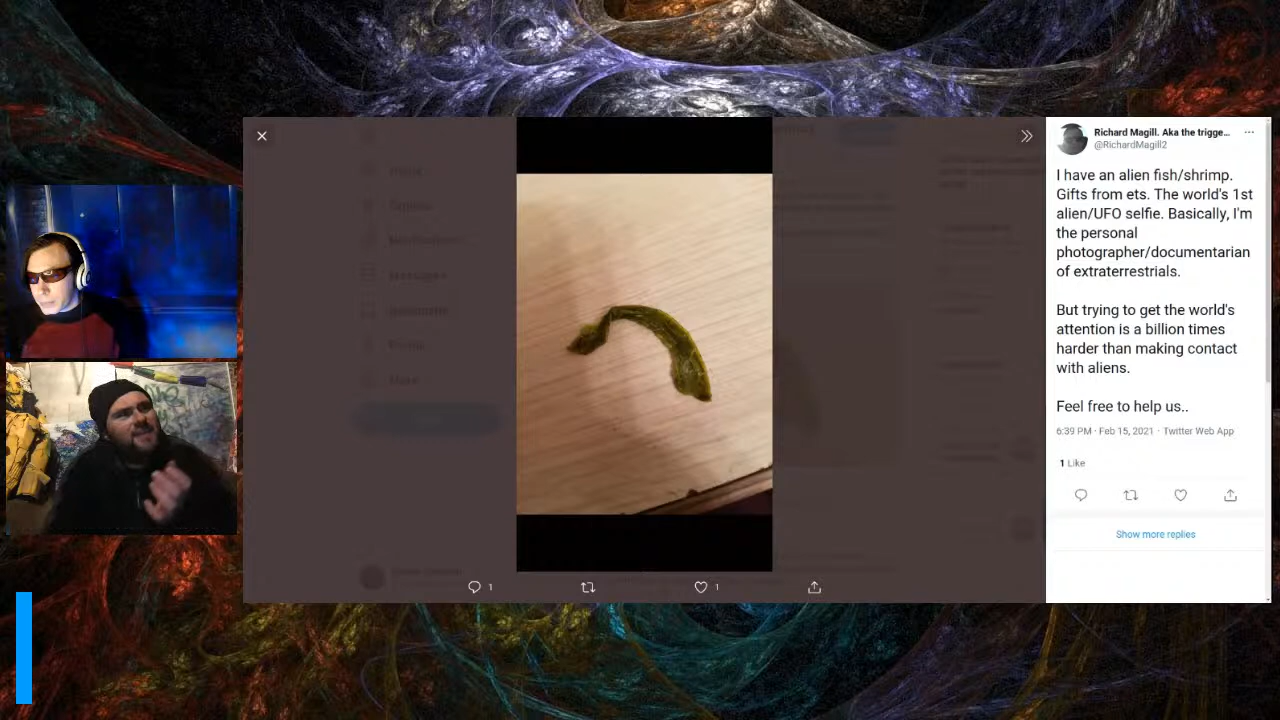 Richard Magill. Aka the trigge...
@RichardMagill2
I have an alien fish/shrimp.
Gifts from ets. The world's 1st
alien/UFO selfie. Basically, I'm
the personal
photographer/documentarian
of extraterrestrials.
But trying to get the world's
attention is a billion times
harder than making contact
with aliens.
Feel free to help us..
6:39 PM · Feb 15, 2021 · Twitter Web App
1 Like
Show more replies
Messages
More
1
1